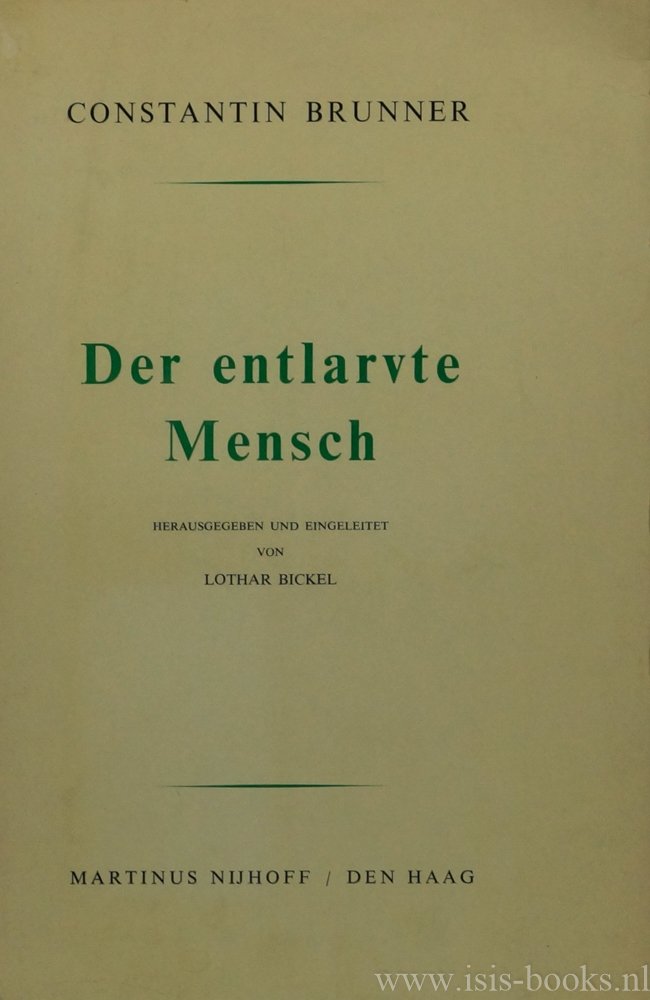 CONSTANTIN BRUNNER
Der entlarvte
Mensch
HERAUSGEGEBEN UND EINGELEITET
VON
LOTHAR BICKEL
MARTINUS NIJHOFF / DEN HAAG
www.isis-books.nl